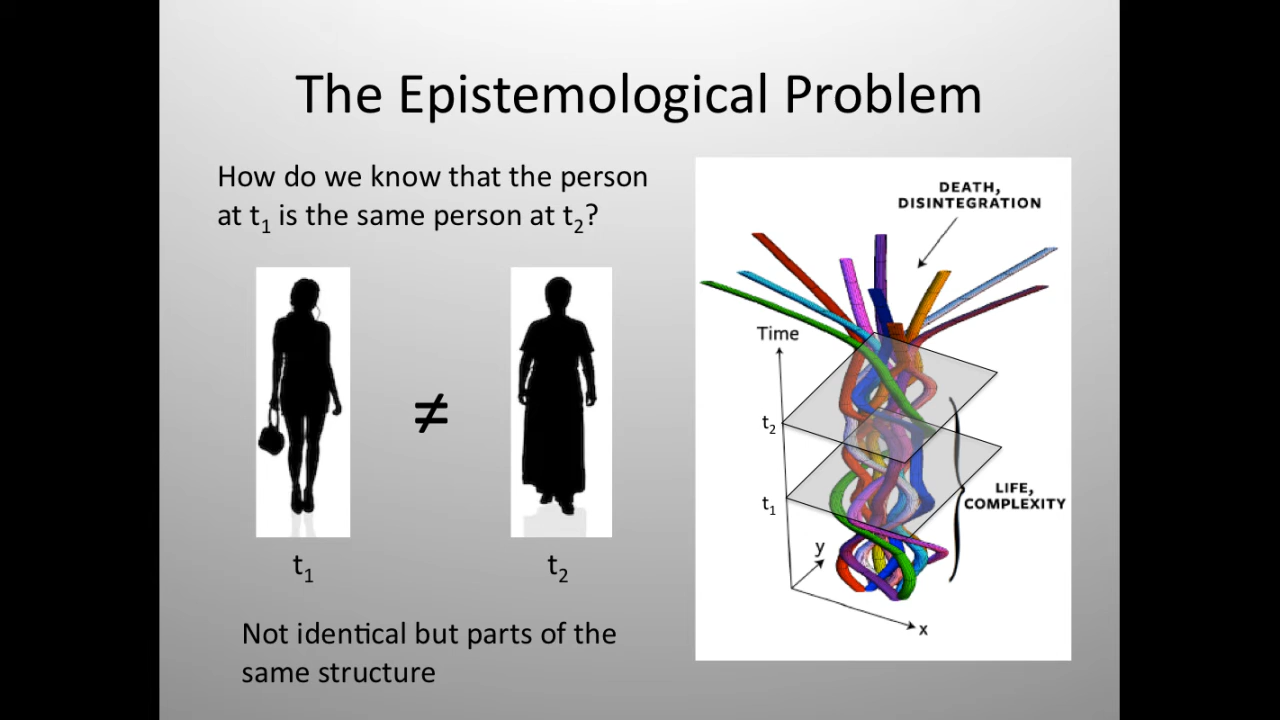 The Epistemological Problem
How do we know that the person
at t₁ is the same person at t₂?
≠
t₁
t₂
Not identical but parts of the
same structure
DEATH,
DISINTEGRATION
Time
t₂
t₁
LIFE,
COMPLEXITY
y
x